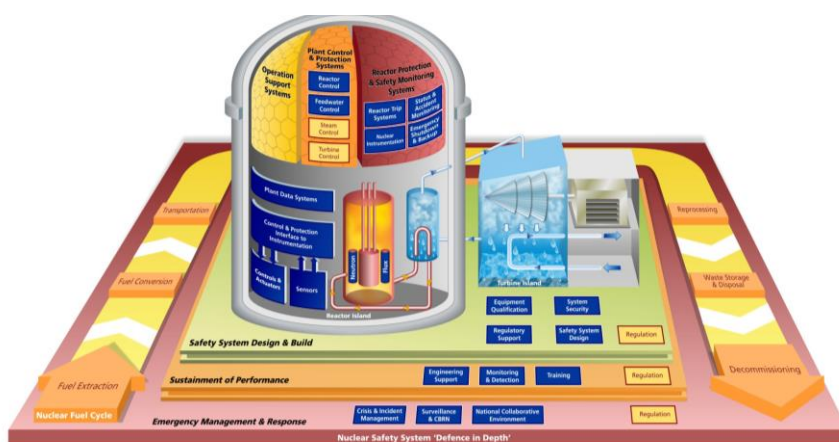 Operation
Support
Systems
Plant Control
& Protection
Systems
Reactor
Control
Feedwater
Control
Steam
Control
Turbine
Control
Reactor Protection
& Safety Monitoring
Systems
Reactor Trip
Systems
Status &
Accident
Monitoring
Nuclear
Instrumentation
Emergency
Shutdown
& Backup
Plant Data Systems
Control & Protection
Interface to
Instrumentation
Controls &
Actuators
Sensors
Neutron
Flux
Reactor Island
Turbine Island
Transportation
Fuel Conversion
Fuel Extraction
Nuclear Fuel Cycle
Reprocessing
Waste Storage
& Disposal
Decommissioning
Equipment
Qualification
System
Security
Regulatory
Support
Safety System
Design
Regulation
Safety System Design & Build
Engineering
Support
Monitoring
& Detection
Training
Regulation
Sustainment of Performance
Crisis & Incident
Management
Surveillance
& CBRN
National Collaborative
Environment
Regulation
Emergency Management & Response
Nuclear Safety System 'Defence in Depth'